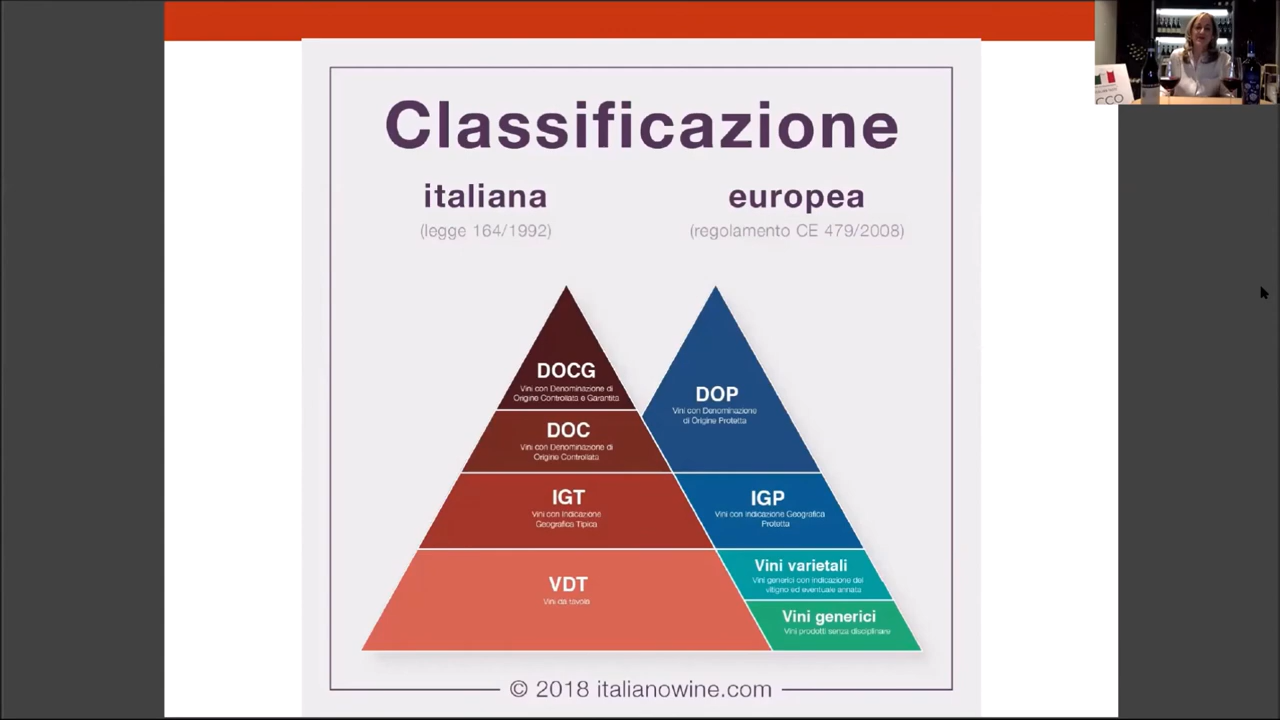 Classificazione
italiana
(legge 164/1992)
europea
(regolamento CE 479/2008)
DOCG
Vini con Denominazione di
Origine Controllata e Garantita
DOC
Vini con Denominazione di
Origine Controllata
IGT
Vini con Indicazione
Geografica Tipica
VDT
Vini da tavola
DOP
Vini con Denominazione
di Origine Protetta
IGP
Vini con Indicazione Geografica
Protetta
Vini varietali
Vini generici con indicazione del
vitigno ed eventuale annata
Vini generici
Vini prodotti senza disciplinare
© 2018 italianowine.com
CCO